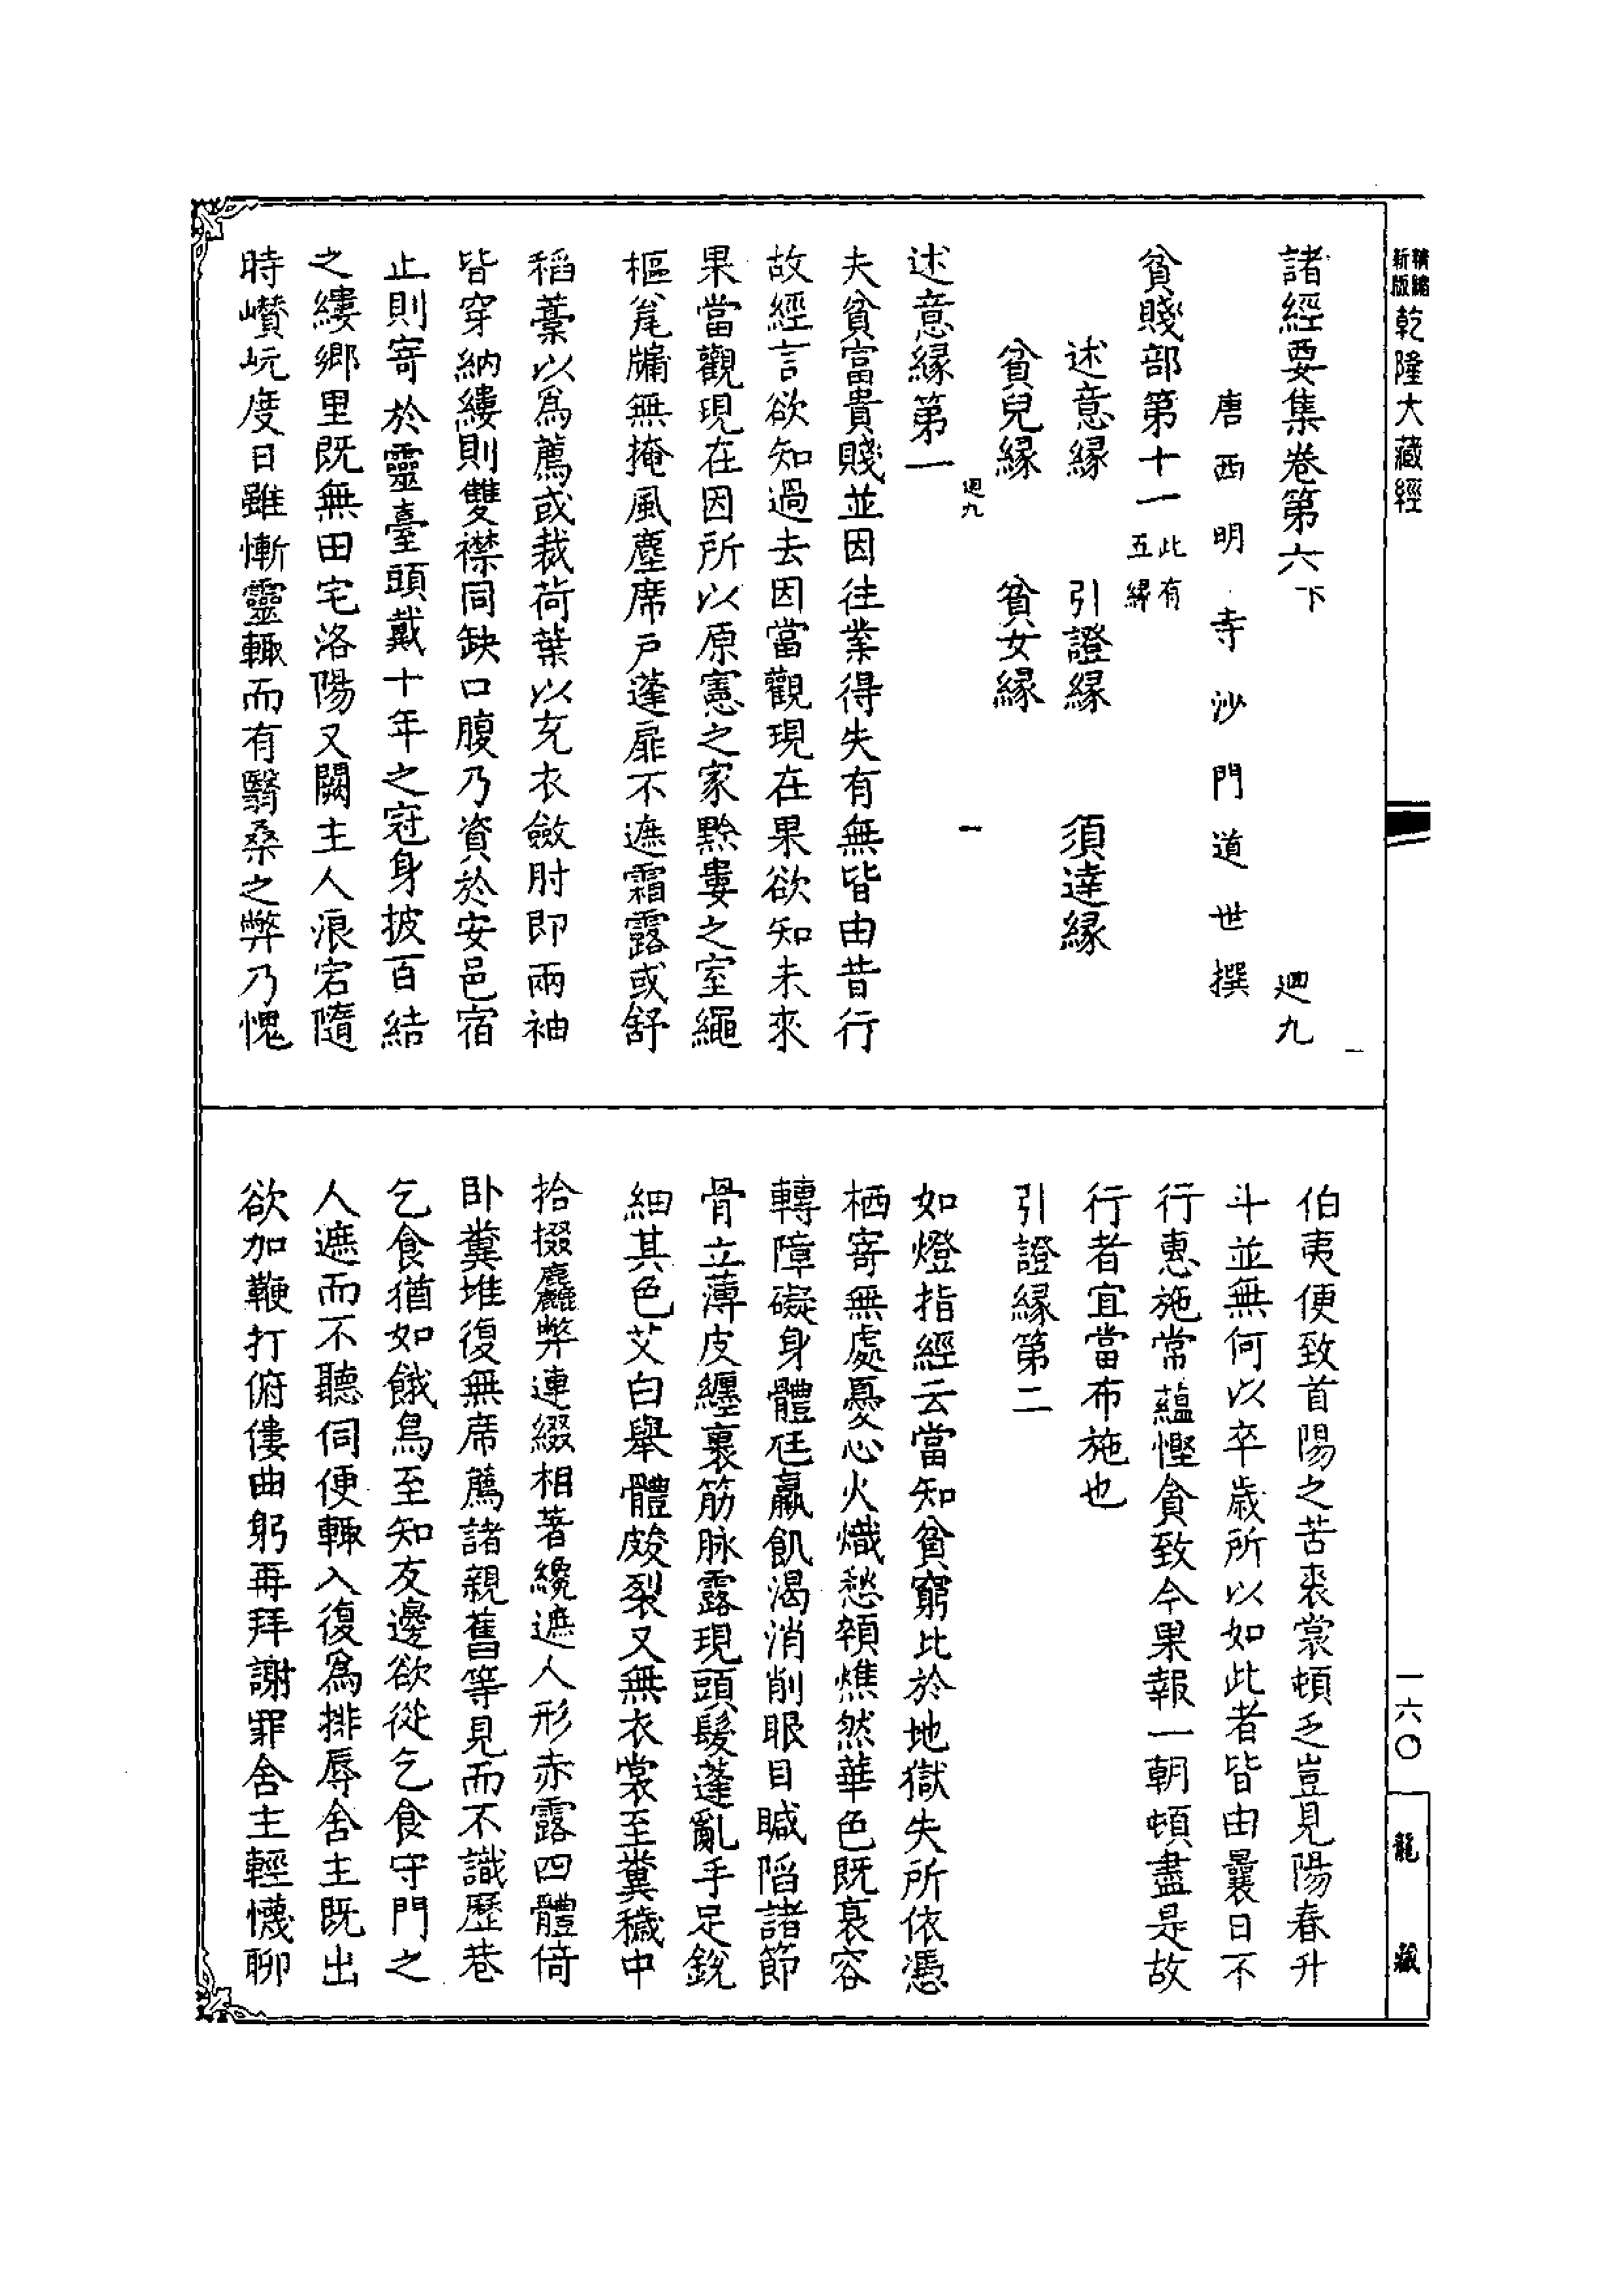 精縮新版乾隆大藏經
諸經要集卷第六下 迴九
唐西明寺沙門道世撰
貧賤部第十一此有五緣
述意緣 引證緣 須達緣
貧兒緣 貧女緣
迴九 一
述意緣第一
夫貧富貴賤並因往業得失有無皆由昔行
故經言欲知過去因當觀現在果欲知未來
果當觀現在因所以原憲之家黔婁之室繩
樞瓮牖無掩風塵席戶蓬扉不遮霜露或舒
稻藁以為薦或裁荷葉以充衣斂肘即兩袖
皆穿納縷則雙襟同缺口腹乃資於安邑宿
止則寄於靈臺頭戴十年之冠身披百結
之縷鄉里既無田宅洛陽又闕主人浪宕隨
時巑岏度日雖慚靈輙而有翳桑之弊乃愧
伯夷便致首陽之苦裘裳頓乏豈見陽春升
斗並無何以卒歲所以如此者皆由曩日不
行惠施常蘊慳貪致今果報一朝頓盡是故
行者宜當布施也
引證緣第二
如燈指經云當知貧窮比於地獄失所依憑
栖寄無處憂心火熾愁顇燋然華色既衰容
轉障礙身體尫羸飢渴消削眼目䁍陷諸節
骨立薄皮纏裹筋脉露現頭髮蓬亂手足銳
細其色艾白舉體皴裂又無衣裳至糞穢中
拾掇麤弊連綴相著纔遮人形赤露四體倚
卧糞堆復無席薦諸親舊等見而不識歷巷
乞食猶如餓烏至知友邊欲從乞食守門之
人遮而不聽伺便輙入復為排辱舍主既出
欲加鞭打俯僂曲躬再拜謝罪舍主輕懱聊
一六〇
龍藏